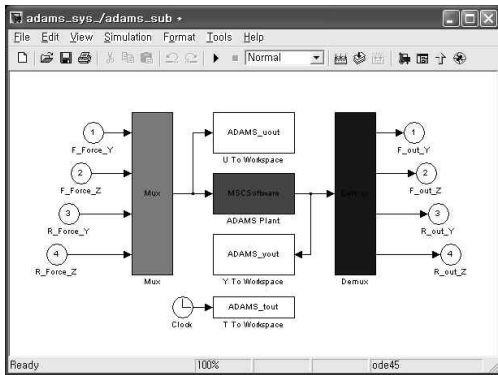 adams_sys_/adams_sub *
File Edit View Simulation Format Tools Help
Normal
1
F_Force_Y
2
F_Force_Z
3
R_Force_Y
4
R_Force_Z
Mux
Mux
ADAMS_uout
U To Workspace
MSCSoftware
ADAMS Plant
ADAMS_yout
Y To Workspace
Clock
ADAMS_tout
T To Workspace
Demux
Demux
1
F_out_Y
2
F_out_Z
3
R_out_Y
4
R_out_Z
Ready 100% ode45